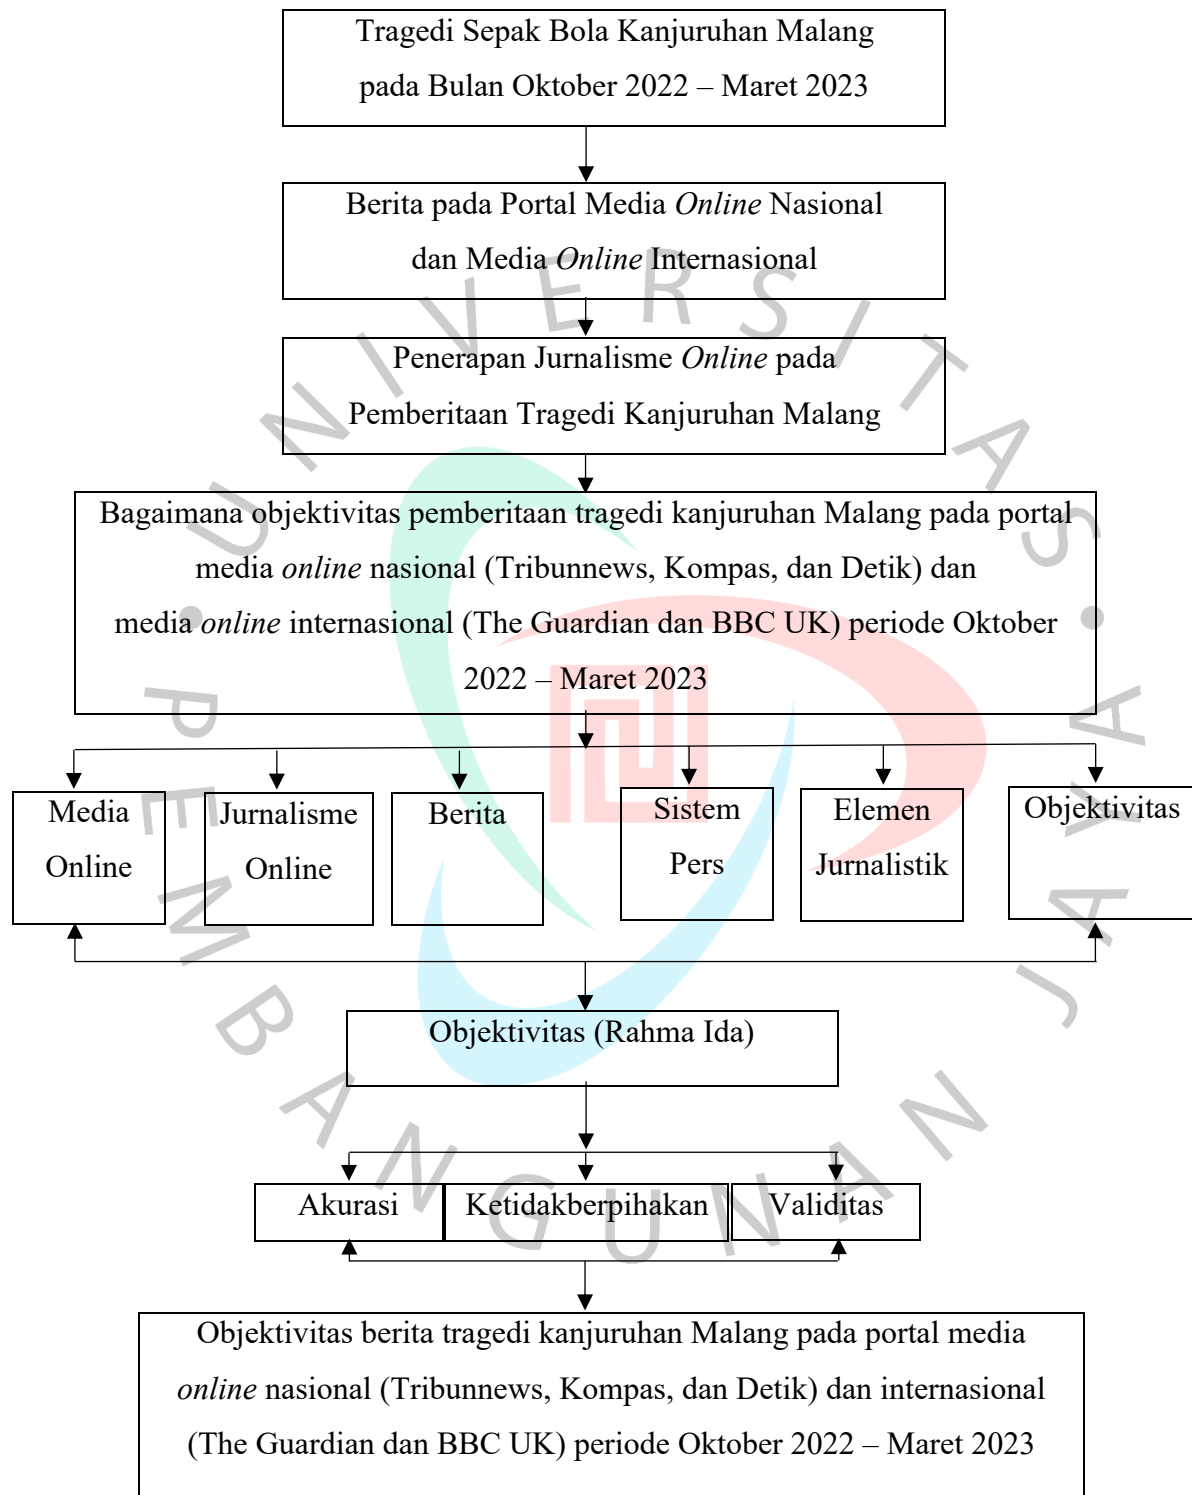 Tragedi Sepak Bola Kanjuruhan Malang
pada Bulan Oktober 2022 – Maret 2023
Berita pada Portal Media Online Nasional
dan Media Online Internasional
Penerapan Jurnalisme Online pada
Pemberitaan Tragedi Kanjuruhan Malang
Bagaimana objektivitas pemberitaan tragedi kanjuruhan Malang pada portal
media online nasional (Tribunnews, Kompas, dan Detik) dan
media online internasional (The Guardian dan BBC UK) periode Oktober
2022 – Maret 2023
Media
Online
Jurnalisme
Online
Berita
Sistem
Pers
Elemen
Jurnalistik
Objektivitas
Objektivitas (Rahma Ida)
Akurasi
Ketidakberpihakan
Validitas
Objektivitas berita tragedi kanjuruhan Malang pada portal media
online nasional (Tribunnews, Kompas, dan Detik) dan internasional
(The Guardian dan BBC UK) periode Oktober 2022 – Maret 2023
UNIVERSITAS
PEMBANGUNAN JAYA